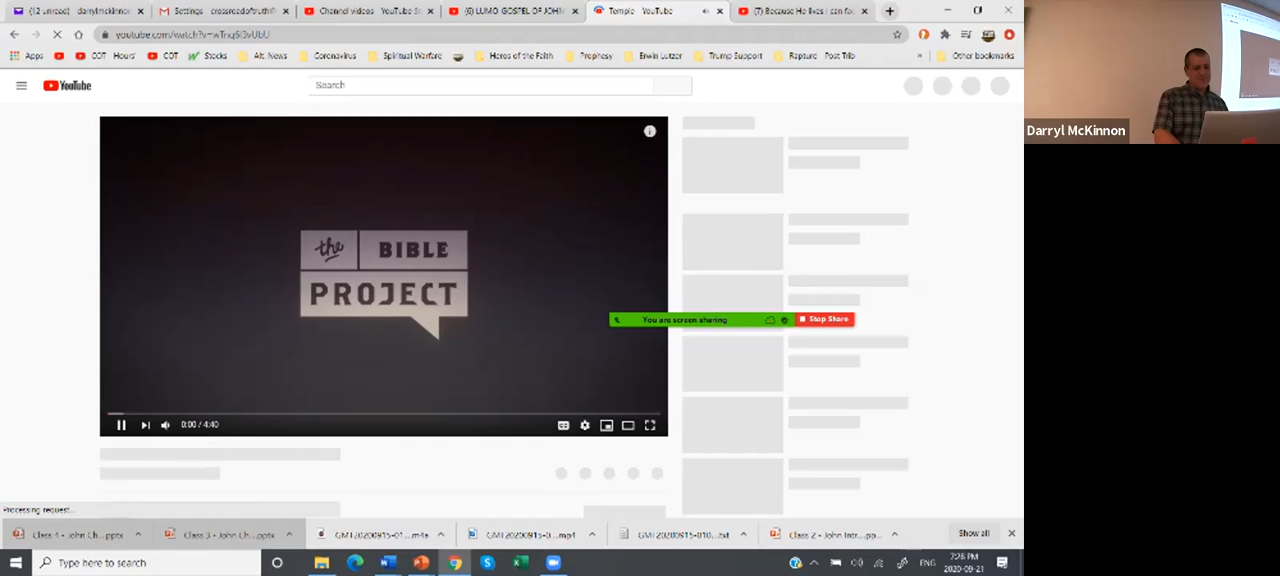 (12 unread) - darrylmckinnon
Settings - crossroadoftruth@
Channel videos - YouTube St
(6) LUMO GOSPEL OF JOHN
Temple - YouTube
(7) Because He lives i can fac
youtube.com/watch?v=
Apps
COT Hours
COT
Stocks
Alt. News
Coronavirus
Spiritual Warfare
Heros of the Faith
Prophesy
Erwin Lutzer
Trump Support
Rapture - Post Trib
»
Other bookmarks
YouTube
Search
Darryl McKinnon
the BIBLE
PROJECT
You are screen sharing
Stop Share
0:00 / 4:40
Processing request...
Class 4 - John Ch....pptx
Class 3 - John Ch....pptx
GMT20200915-01....m4a
GMT20200915-0....mp4
GMT20200915-010....txt
Class 2 - John Intr....pp...
Show all
Type here to search
ENG
7:26 PM
2020-09-21